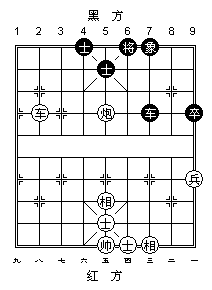 黑 方
1 2 3 4 5 6 7 8 9
士 将 象
士
车 炮 车 卒
兵
相
士
帅 仕 相
九 八 七 六 五 四 三 二 一
红 方